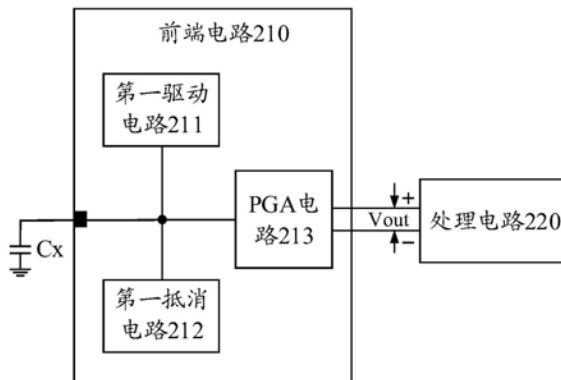 前端电路210
第一驱动
电路211
PGA电
路213
+
Vout
−
处理电路220
Cx
第一抵消
电路212